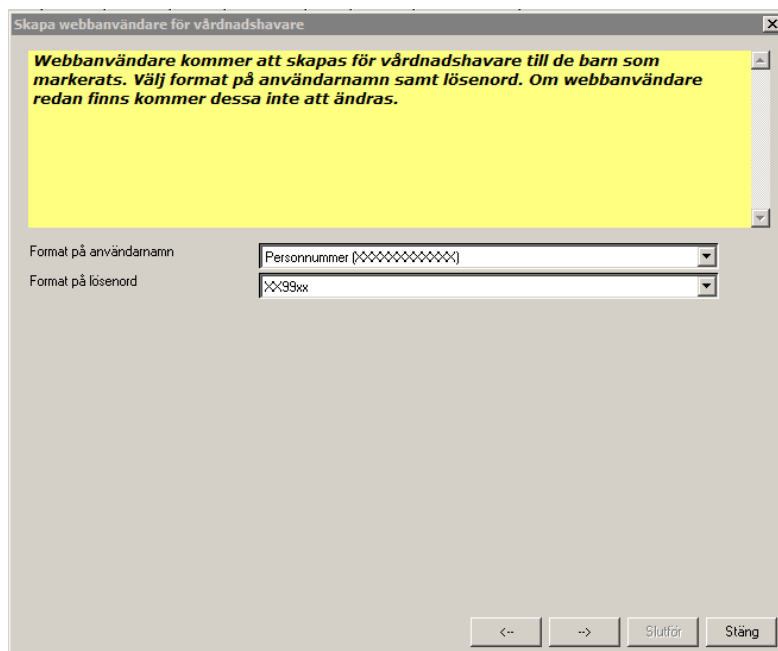 Skapa webbanvändare för vårdnadshavare
Webbanvändare kommer att skapas för vårdnadshavare till de barn som
markerats. Välj format på användarnamn samt lösenord. Om webbanvändare
redan finns kommer dessa inte att ändras.
Format på användarnamn
Personnummer (XXXXXXXXXXXX)
Format på lösenord
XX99xx
<--
-->
Slutför
Stäng